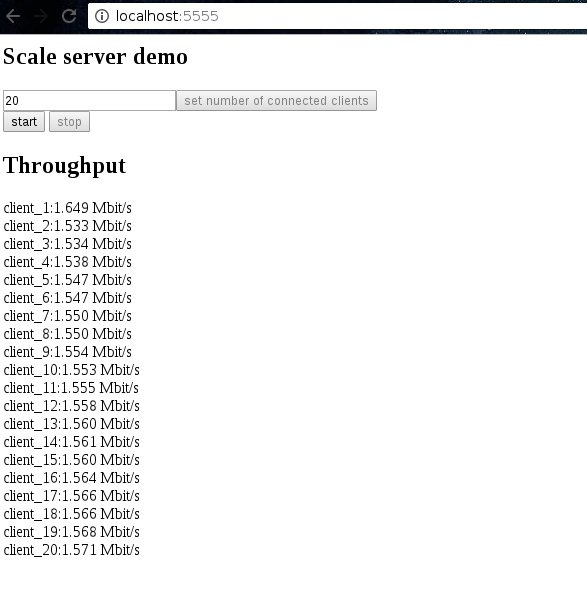 localhost:5555
Scale server demo
20 set number of connected clients
start stop
Throughput
client_1:1.649 Mbit/s
client_2:1.533 Mbit/s
client_3:1.534 Mbit/s
client_4:1.538 Mbit/s
client_5:1.547 Mbit/s
client_6:1.547 Mbit/s
client_7:1.550 Mbit/s
client_8:1.550 Mbit/s
client_9:1.554 Mbit/s
client_10:1.553 Mbit/s
client_11:1.555 Mbit/s
client_12:1.558 Mbit/s
client_13:1.560 Mbit/s
client_14:1.561 Mbit/s
client_15:1.560 Mbit/s
client_16:1.564 Mbit/s
client_17:1.566 Mbit/s
client_18:1.566 Mbit/s
client_19:1.568 Mbit/s
client_20:1.571 Mbit/s